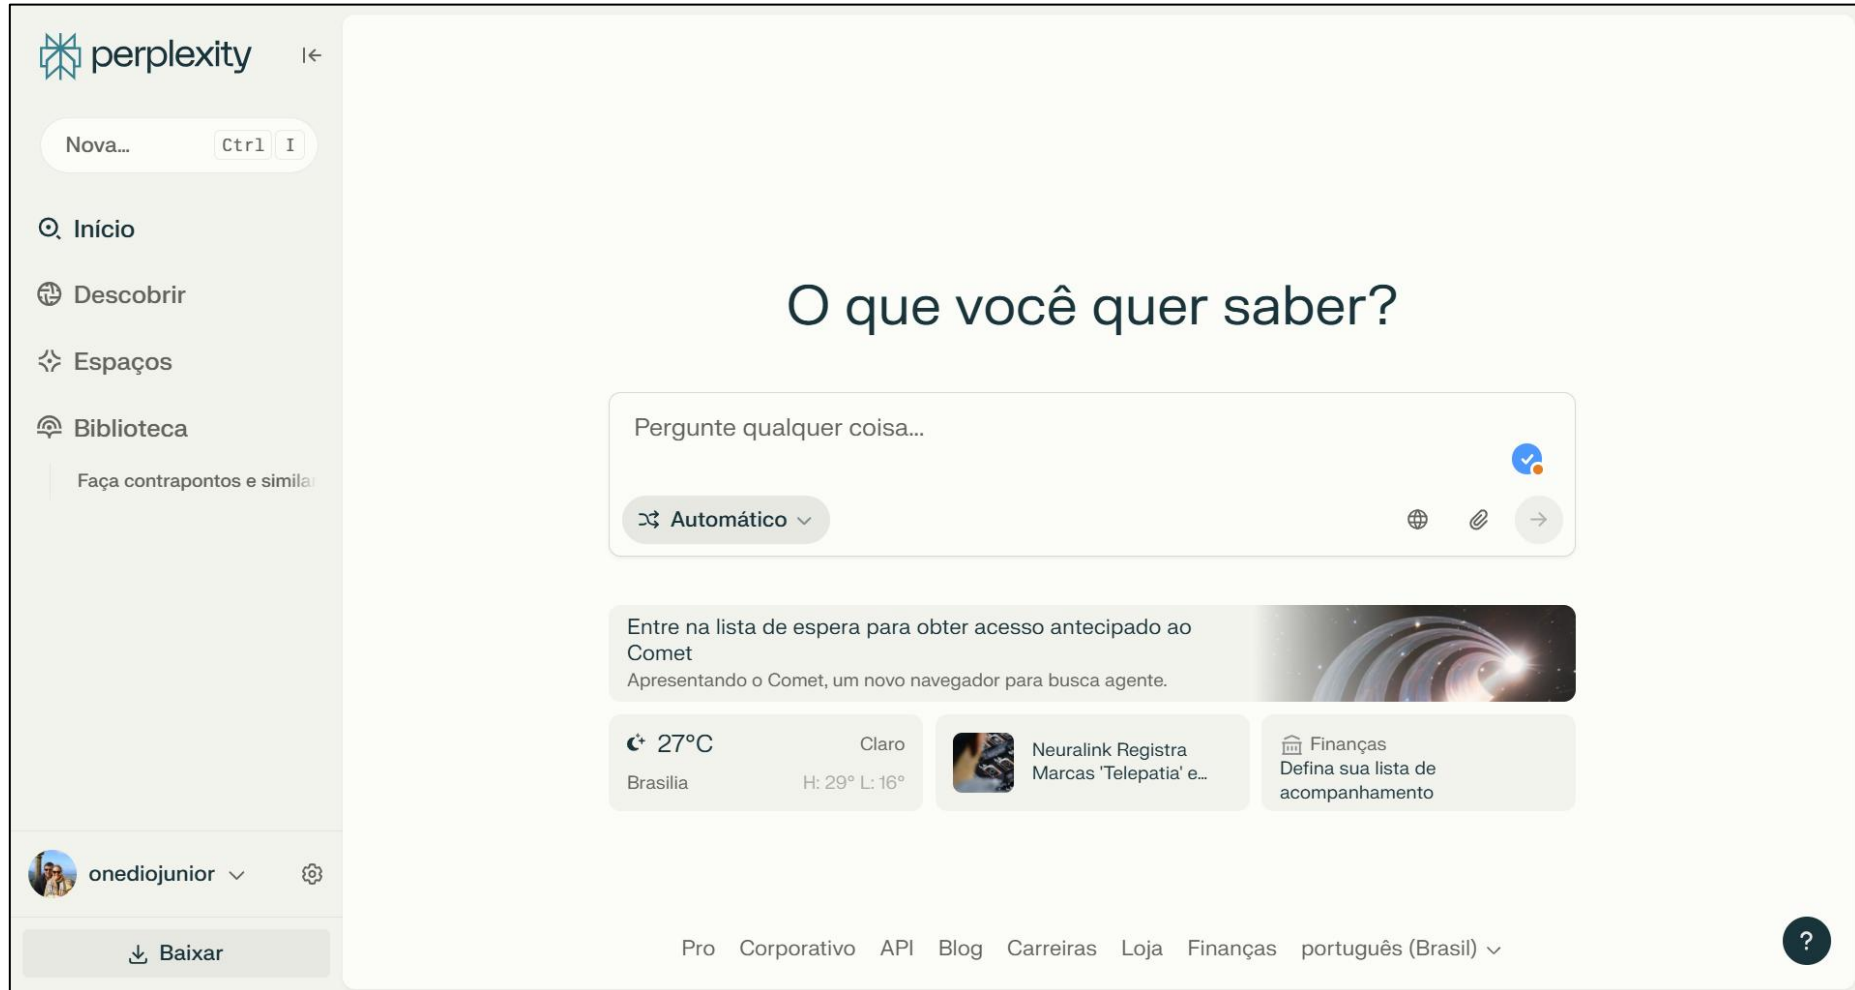 perplexity
Nova...
Ctrl I
Início
Descobrir
Espaços
Biblioteca
Faça contrapontos e simila
onediojunior
Baixar
O que você quer saber?
Pergunte qualquer coisa...
Automático
Entre na lista de espera para obter acesso antecipado ao
Comet
Apresentando o Comet, um novo navegador para busca agente.
27°C Claro
Brasilia H: 29° L: 16°
Neuralink Registra
Marcas 'Telepatia' e...
Finanças
Defina sua lista de
acompanhamento
Pro Corporativo API Blog Carreiras Loja Finanças português (Brasil)
?